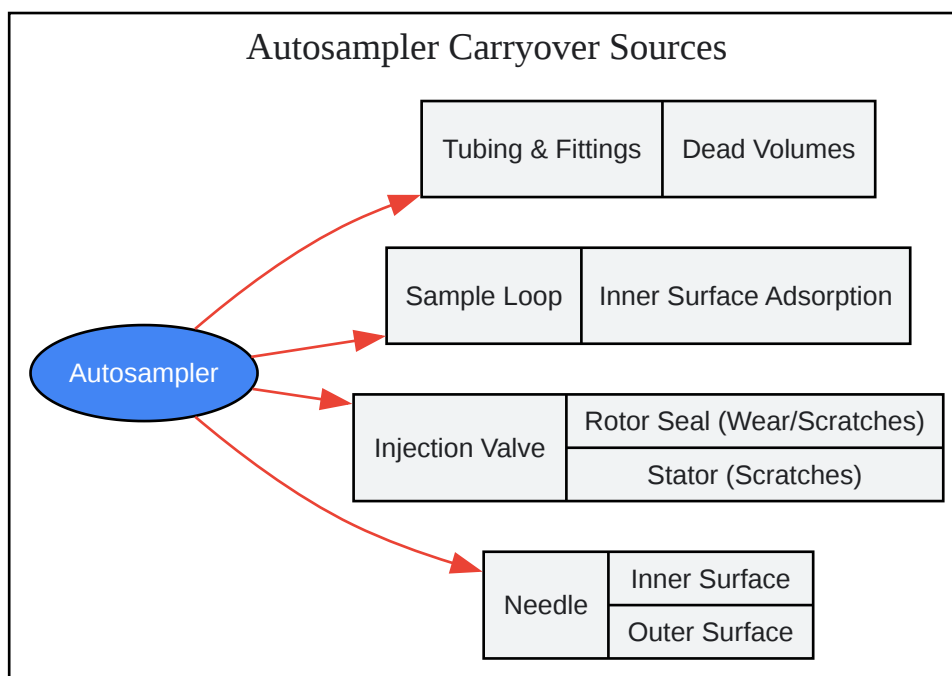 Autosampler Carryover Sources
Tubing & Fittings
Dead Volumes
Sample Loop
Inner Surface Adsorption
Autosampler
Injection Valve
Rotor Seal (Wear/Scratches)
Stator (Scratches)
Needle
Inner Surface
Outer Surface